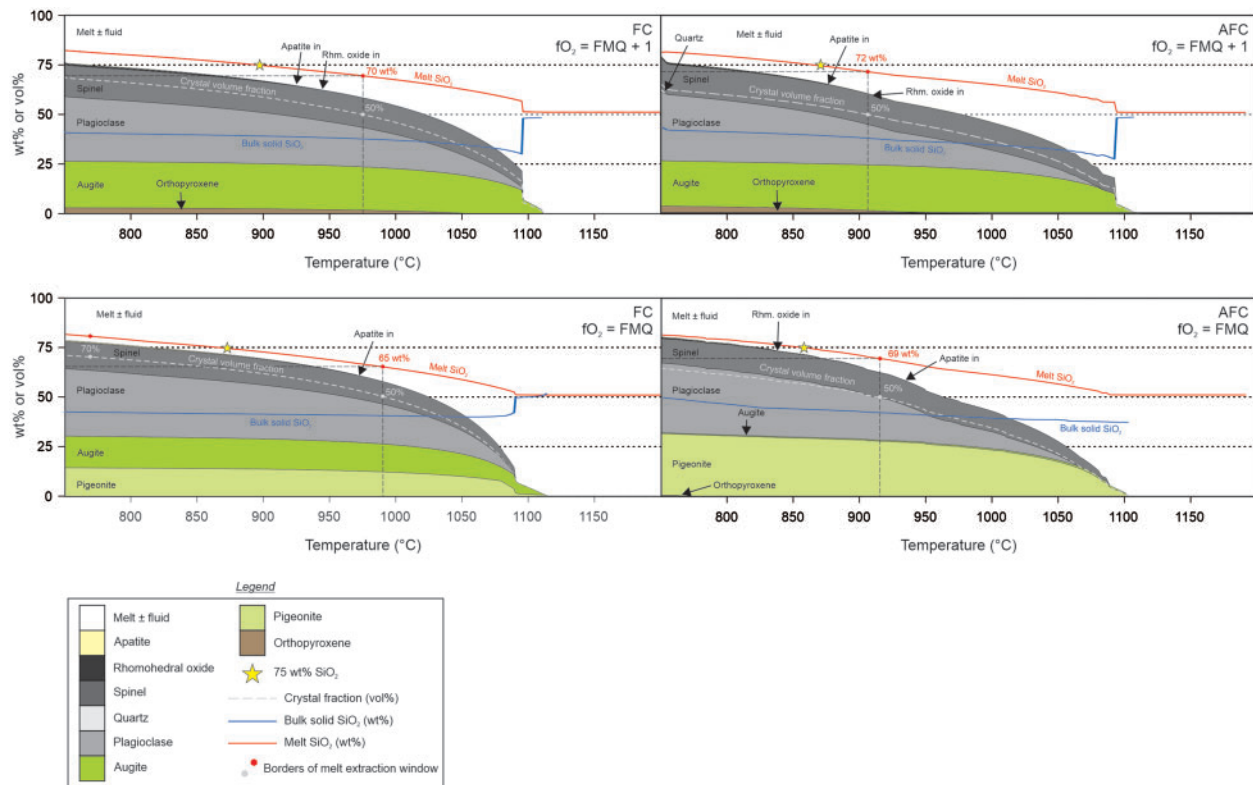 FC
fO₂ = FMQ + 1
Melt ± fluid
Apatite in
Rhm. oxide in
70 wt%
Melt SiO₂
Spinel
Crystal volume fraction
50%
Plagioclase
Bulk solid SiO₂
Augite
Orthopyroxene
wt% or vol%
100
75
50
25
0
800 850 900 950 1000 1050 1100 1150
Temperature (°C)
AFC
fO₂ = FMQ + 1
Quartz
Melt ± fluid
Apatite in
72 wt%
Melt SiO₂
Spinel
Rhm. oxide in
Crystal volume fraction
50%
Plagioclase
Bulk solid SiO₂
Augite
Orthopyroxene
800 850 900 950 1000 1050 1100 1150
Temperature (°C)
FC
fO₂ = FMQ
Melt ± fluid
Apatite in
70%
Spinel
65 wt%
Crystal volume fraction
Melt SiO₂
50%
Plagioclase
Bulk solid SiO₂
Augite
Pigeonite
wt% or vol%
100
75
50
25
0
800 850 900 950 1000 1050 1100 1150
Temperature (°C)
AFC
fO₂ = FMQ
Melt ± fluid
Rhm. oxide in
69 wt%
Apatite in
Spinel
Crystal volume fraction
Melt SiO₂
50%
Plagioclase
Augite
Bulk solid SiO₂
Pigeonite
Orthopyroxene
800 850 900 950 1000 1050 1100 1150
Temperature (°C)
Legend
Melt ± fluid
Apatite
Rhomohedral oxide
Spinel
Quartz
Plagioclase
Augite
Pigeonite
Orthopyroxene
75 wt% SiO₂
Crystal fraction (vol%)
Bulk solid SiO₂ (wt%)
Melt SiO₂ (wt%)
Borders of melt extraction window